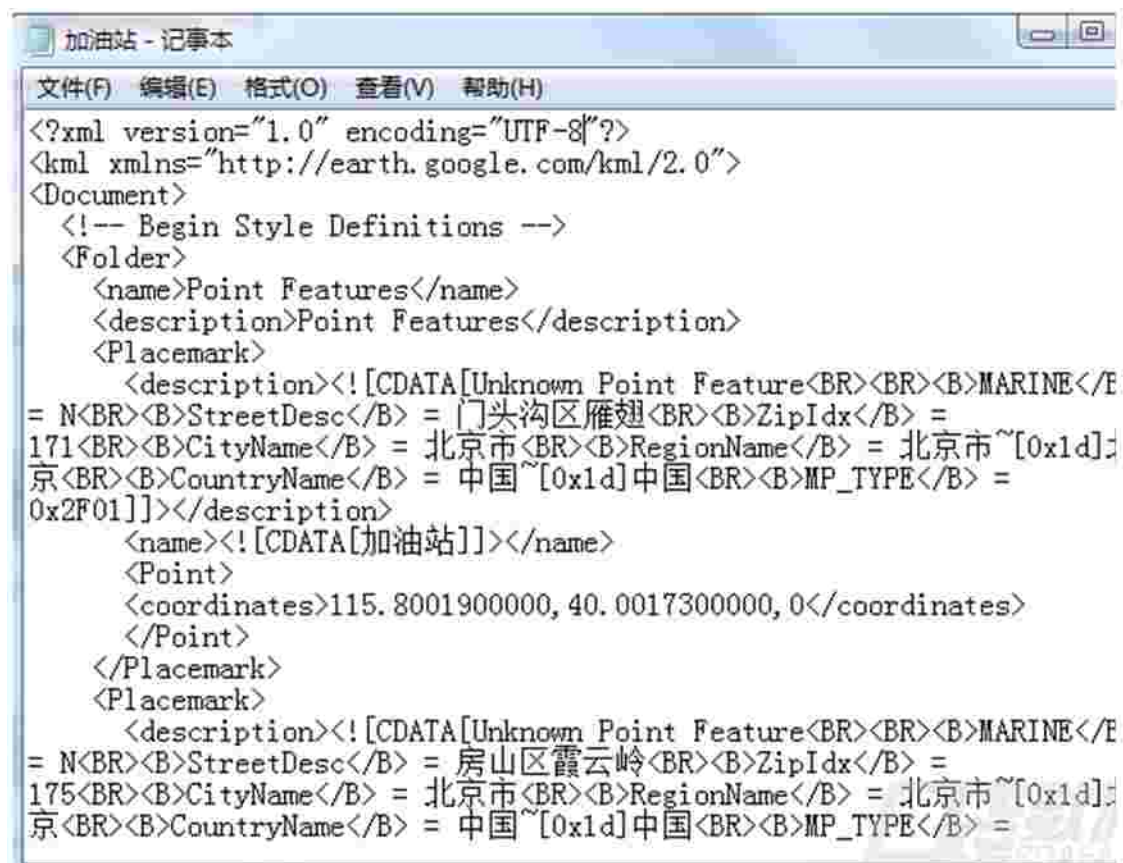 加油站 - 记事本
文件(F) 编辑(E) 格式(O) 查看(V) 帮助(H)
<?xml version="1.0" encoding="UTF-8"?>
<kml xmlns="http://earth.google.com/kml/2.0">
<Document>
<!-- Begin Style Definitions -->
<Folder>
<name>Point Features</name>
<description>Point Features</description>
<Placemark>
<description><![CDATA[Unknown Point Feature<BR><BR><B>MARINE</B
= N<BR><B>StreetDesc</B> = 门头沟区雁翅<BR><B>ZipIdx</B> =
171<BR><B>CityName</B> = 北京市<BR><B>RegionName</B> = 北京市~[0x1d]
京<BR><B>CountryName</B> = 中国~[0x1d]中国<BR><B>MP_TYPE</B> =
0x2F01]]></description>
<name><![CDATA[加油站]]></name>
<Point>
<coordinates>115.8001900000,40.0017300000,0</coordinates>
</Point>
</Placemark>
<Placemark>
<description><![CDATA[Unknown Point Feature<BR><BR><B>MARINE</B
= N<BR><B>StreetDesc</B> = 房山区霞云岭<BR><B>ZipIdx</B> =
175<BR><B>CityName</B> = 北京市<BR><B>RegionName</B> = 北京市~[0x1d]
京<BR><B>CountryName</B> = 中国~[0x1d]中国<BR><B>MP_TYPE</B> =